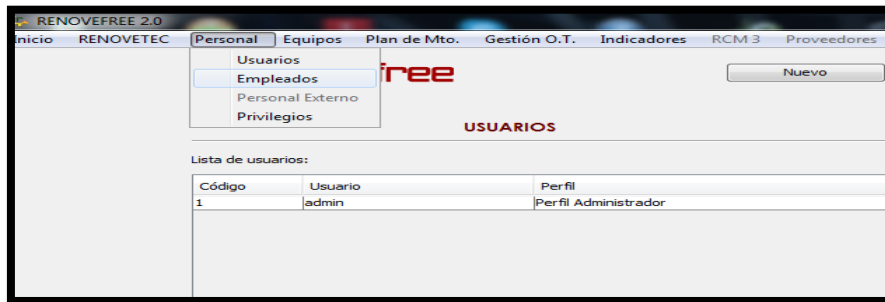 RENOVEFREE 2.0
Inicio RENOVETEC Personal Equipos Plan de Mto. Gestión O.T. Indicadores RCM 3 Proveedores
Usuarios
Empleados
Personal Externo
Privilegios
free
Nuevo
USUARIOS
Lista de usuarios:
Código Usuario Perfil
1 admin Perfil Administrador